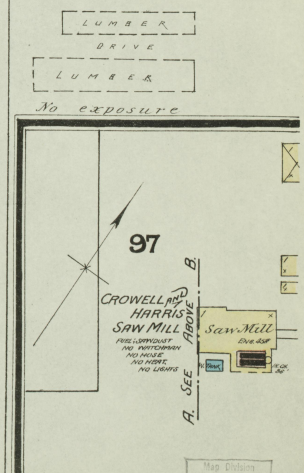 LUMBER
DRIVE
LUMBER
No exposure
97
CROWELL AND
HARRIS
SAW MILL
FUEL: SAWDUST
NO WATCHMAN
NO HOSE
NO HEAT,
NO LIGHTS
A. SEE ABOVE B.
Saw Mill
Map Division